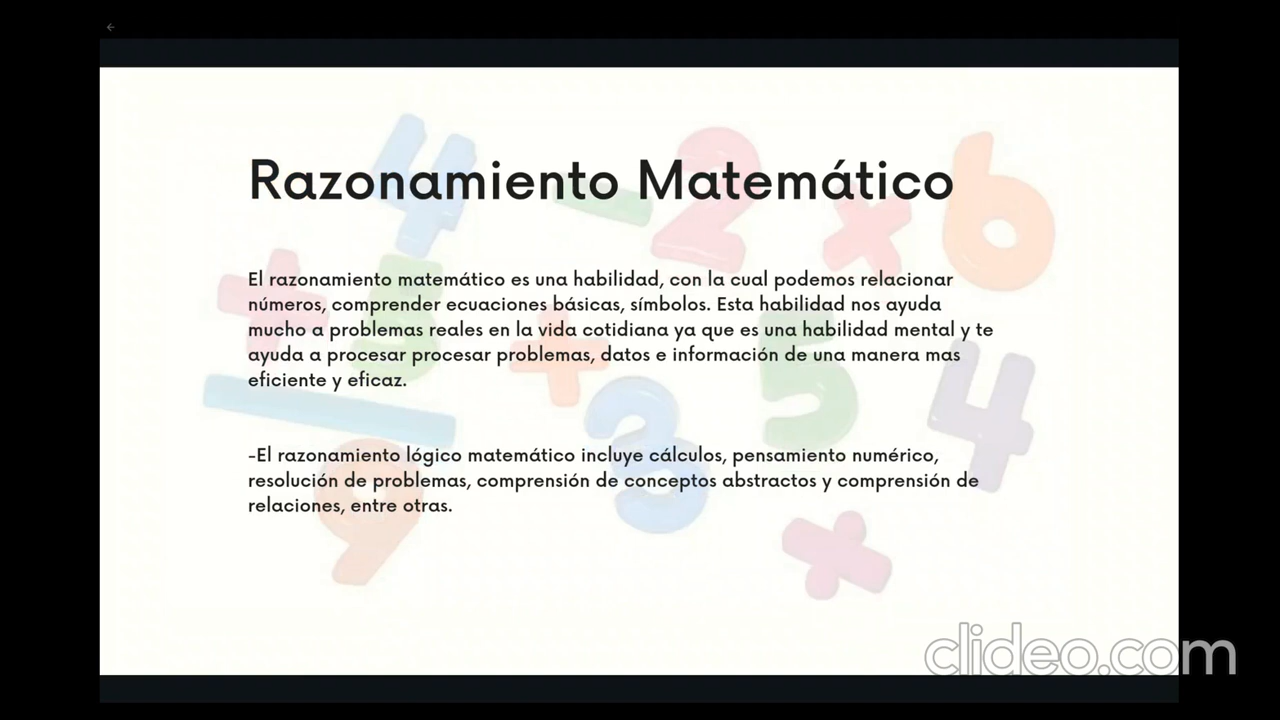 Razonamiento Matemático
El razonamiento matemático es una habilidad, con la cual podemos relacionar
números, comprender ecuaciones básicas, símbolos. Esta habilidad nos ayuda
mucho a problemas reales en la vida cotidiana ya que es una habilidad mental y te
ayuda a procesar procesar problemas, datos e información de una manera mas
eficiente y eficaz.
-El razonamiento lógico matemático incluye cálculos, pensamiento numérico,
resolución de problemas, comprensión de conceptos abstractos y comprensión de
relaciones, entre otras.
clideo.com